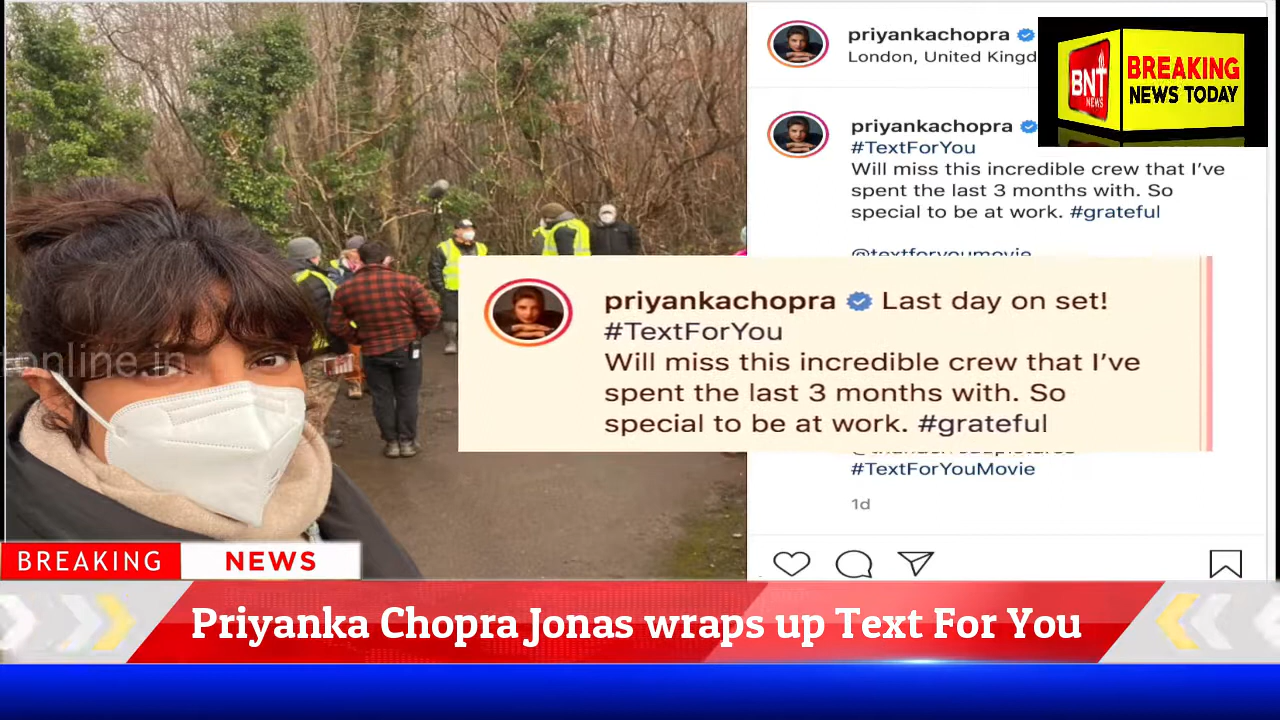 priyankachopra
London, United Kingd
BNT
NEWS
BREAKING
NEWS TODAY
priyankachopra
#TextForYou
Will miss this incredible crew that I’ve
spent the last 3 months with. So
special to be at work. #grateful
@textforyoumovie
priyankachopra Last day on set!
#TextForYou
Will miss this incredible crew that I’ve
spent the last 3 months with. So
special to be at work. #grateful
#TextForYouMovie
1d
online.in
BREAKING NEWS
Priyanka Chopra Jonas wraps up Text For You